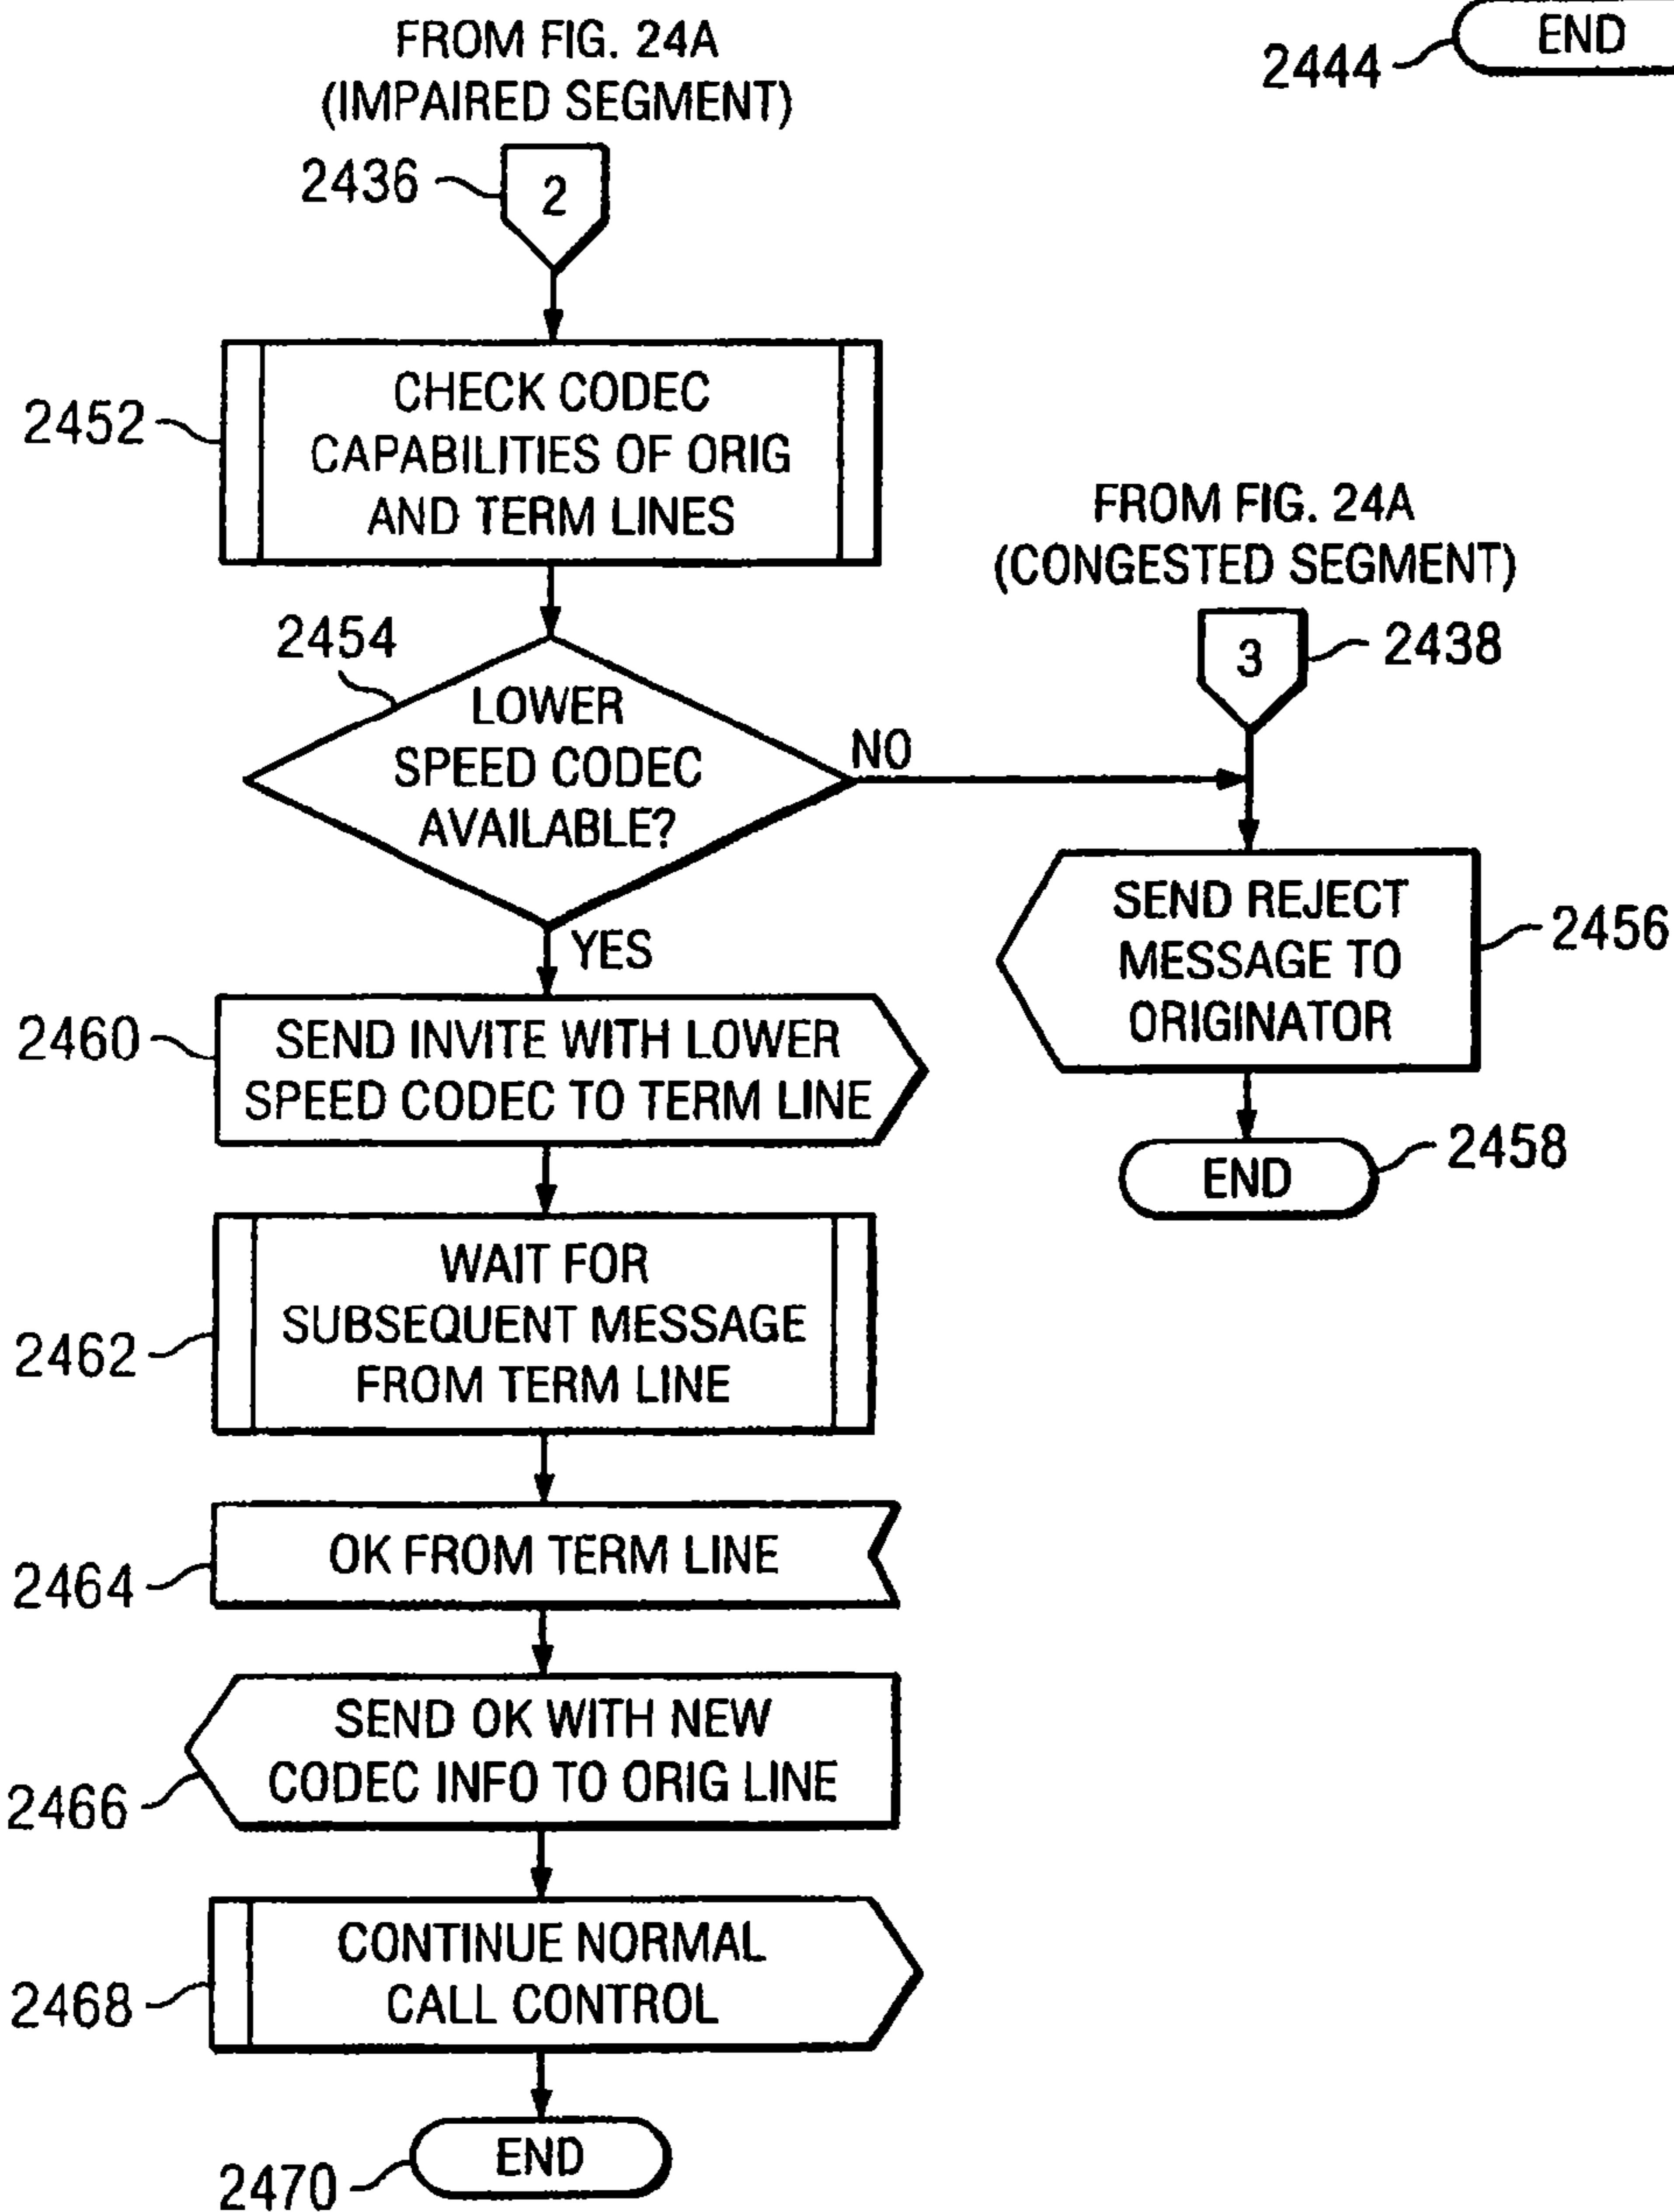 FROM FIG. 24A
(IMPAIRED SEGMENT)
2436
2
2444
END
2452
CHECK CODEC
CAPABILITIES OF ORIG
AND TERM LINES
FROM FIG. 24A
(CONGESTED SEGMENT)
3
2438
2454
LOWER
SPEED CODEC
AVAILABLE?
NO
YES
SEND REJECT
MESSAGE TO
ORIGINATOR
2456
END
2458
2460
SEND INVITE WITH LOWER
SPEED CODEC TO TERM LINE
2462
WAIT FOR
SUBSEQUENT MESSAGE
FROM TERM LINE
2464
OK FROM TERM LINE
2466
SEND OK WITH NEW
CODEC INFO TO ORIG LINE
2468
CONTINUE NORMAL
CALL CONTROL
2470
END